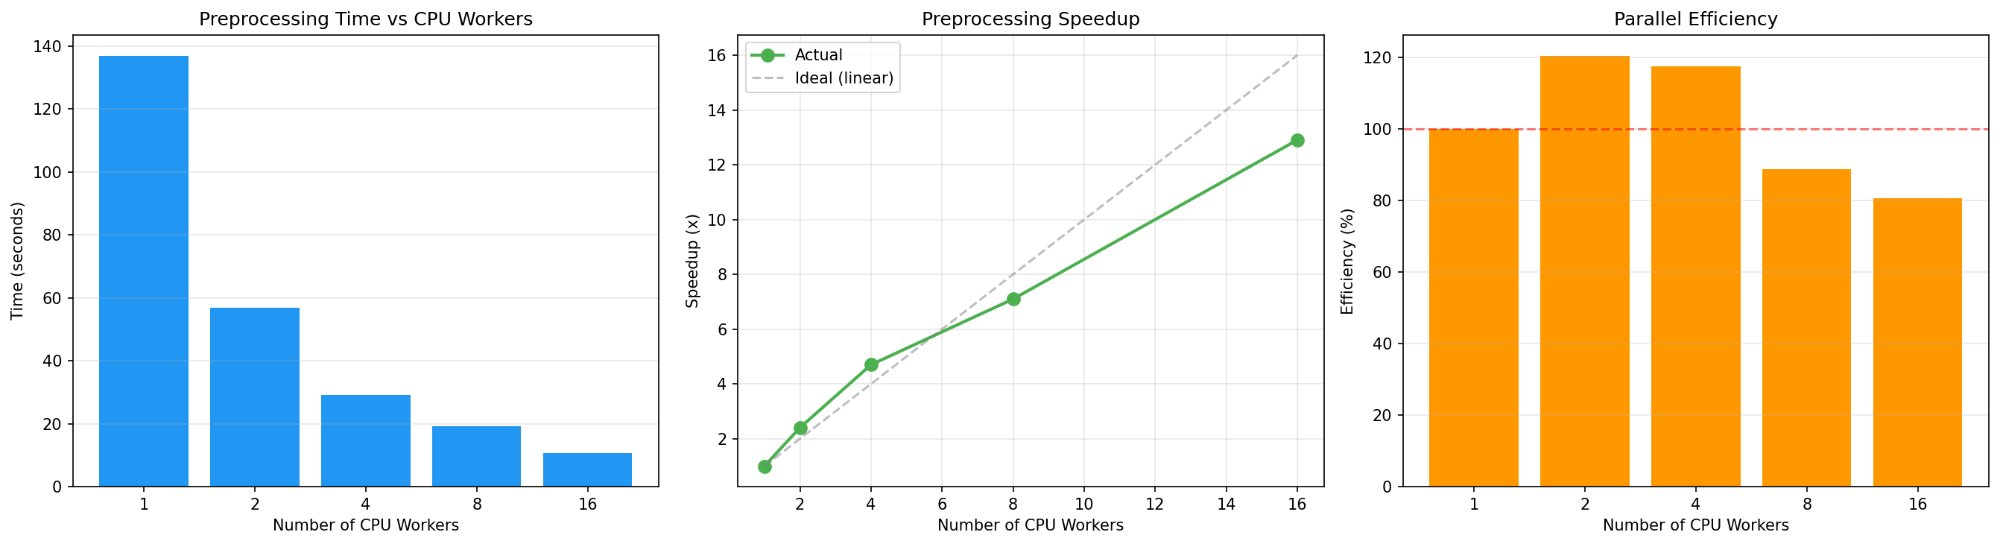 Preprocessing Time vs CPU Workers
140
120
100
80
60
40
20
0
Time (seconds)
1 2 4 8 16
Number of CPU Workers
Preprocessing Speedup
Actual
Ideal (linear)
16
14
12
10
8
6
4
2
Speedup (x)
2 4 6 8 10 12 14 16
Number of CPU Workers
Parallel Efficiency
120
100
80
60
40
20
0
Efficiency (%)
1 2 4 8 16
Number of CPU Workers